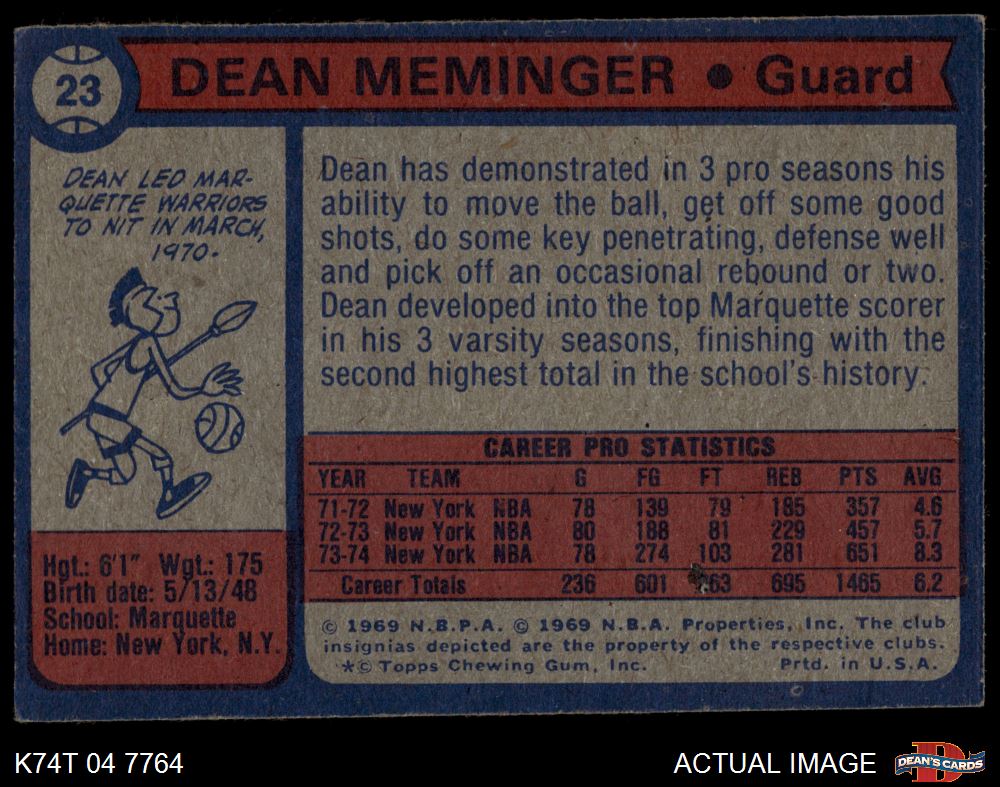 23
DEAN MEMINGER • Guard
DEAN LED MAR-
QUETTE WARRIORS
TO NIT IN MARCH,
1970.
Dean has demonstrated in 3 pro seasons his
ability to move the ball, get off some good
shots, do some key penetrating, defense well
and pick off an occasional rebound or two.
Dean developed into the top Marquette scorer
in his 3 varsity seasons, finishing with the
second highest total in the school's history.
CAREER PRO STATISTICS
YEAR TEAM G FG FT REB PTS AVG
71-72 New York NBA 78 139 79 185 357 4.6
72-73 New York NBA 80 188 81 229 457 5.7
73-74 New York NBA 78 274 103 281 651 8.3
Career Totals 236 601 63 695 1465 6.2
Hgt.: 6'1" Wgt.: 175
Birth date: 5/13/48
School: Marquette
Home: New York, N.Y.
© 1969 N.B.P.A. © 1969 N.B.A. Properties, Inc. The club
insignias depicted are the property of the respective clubs.
*© Topps Chewing Gum, Inc. Prtd. in U.S.A.
K74T 04 7764
ACTUAL IMAGE
D
DEAN'S CARDS